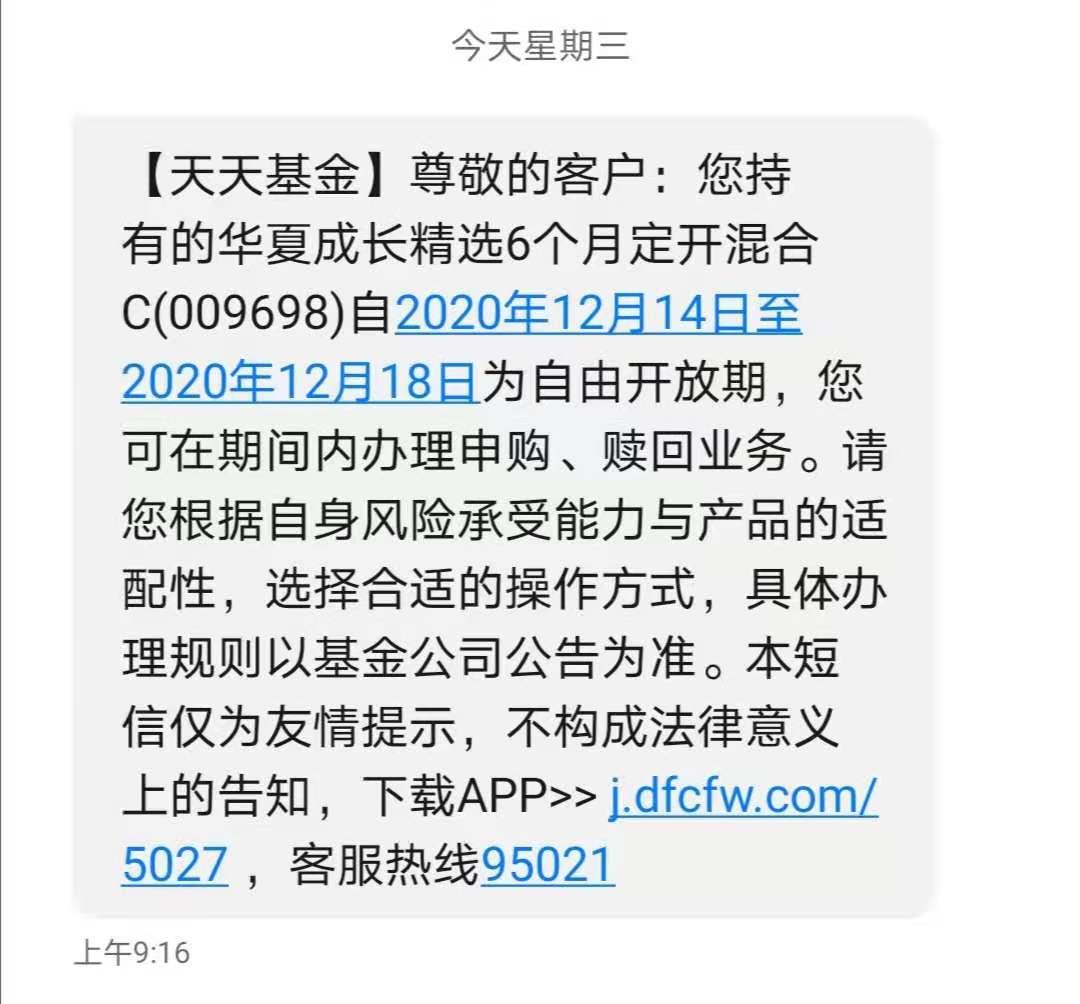 今天星期三
【天天基金】尊敬的客户：您持
有的华夏成长精选6个月定开混合
C(009698)自2020年12月14日至
2020年12月18日为自由开放期，您
可在期间内办理申购、赎回业务。请
您根据自身风险承受能力与产品的适
配性，选择合适的操作方式，具体办
理规则以基金公司公告为准。本短
信仅为友情提示，不构成法律意义
上的告知，下载APP>> j.dfcfw.com/
5027 ，客服热线95021
上午9:16